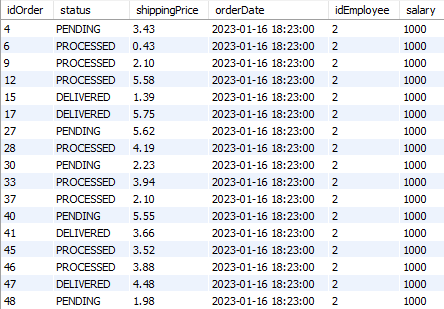 idOrder status shippingPrice orderDate idEmployee salary
4 PENDING 3.43 2023-01-16 18:23:00 2 1000
6 PROCESSED 0.43 2023-01-16 18:23:00 2 1000
9 PROCESSED 2.10 2023-01-16 18:23:00 2 1000
12 PROCESSED 5.58 2023-01-16 18:23:00 2 1000
15 DELIVERED 1.39 2023-01-16 18:23:00 2 1000
17 DELIVERED 5.75 2023-01-16 18:23:00 2 1000
27 PENDING 5.62 2023-01-16 18:23:00 2 1000
28 PROCESSED 4.19 2023-01-16 18:23:00 2 1000
30 PENDING 2.23 2023-01-16 18:23:00 2 1000
33 PROCESSED 3.94 2023-01-16 18:23:00 2 1000
37 PROCESSED 2.10 2023-01-16 18:23:00 2 1000
40 PENDING 5.55 2023-01-16 18:23:00 2 1000
41 DELIVERED 3.66 2023-01-16 18:23:00 2 1000
45 PROCESSED 3.52 2023-01-16 18:23:00 2 1000
46 PROCESSED 3.88 2023-01-16 18:23:00 2 1000
47 DELIVERED 4.48 2023-01-16 18:23:00 2 1000
48 PENDING 1.98 2023-01-16 18:23:00 2 1000